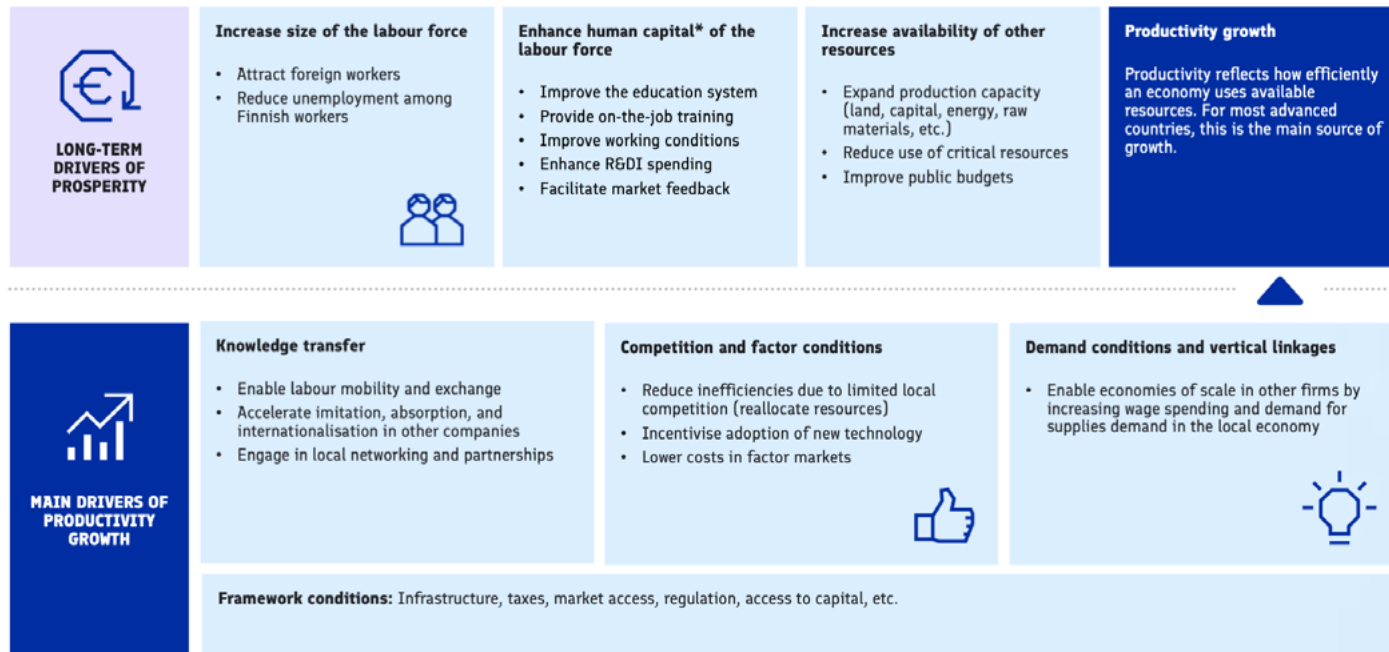 LONG-TERM
DRIVERS OF
PROSPERITY
Increase size of the labour force
• Attract foreign workers
• Reduce unemployment among
Finnish workers
Enhance human capital* of the
labour force
• Improve the education system
• Provide on-the-job training
• Improve working conditions
• Enhance R&DI spending
• Facilitate market feedback
Increase availability of other
resources
• Expand production capacity
(land, capital, energy, raw
materials, etc.)
• Reduce use of critical resources
• Improve public budgets
Productivity growth
Productivity reflects how efficiently
an economy uses available
resources. For most advanced
countries, this is the main source of
growth.
MAIN DRIVERS OF
PRODUCTIVITY
GROWTH
Knowledge transfer
• Enable labour mobility and exchange
• Accelerate imitation, absorption, and
internationalisation in other companies
• Engage in local networking and partnerships
Competition and factor conditions
• Reduce inefficiencies due to limited local
competition (reallocate resources)
• Incentivise adoption of new technology
• Lower costs in factor markets
Demand conditions and vertical linkages
• Enable economies of scale in other firms by
increasing wage spending and demand for
supplies demand in the local economy
Framework conditions: Infrastructure, taxes, market access, regulation, access to capital, etc.